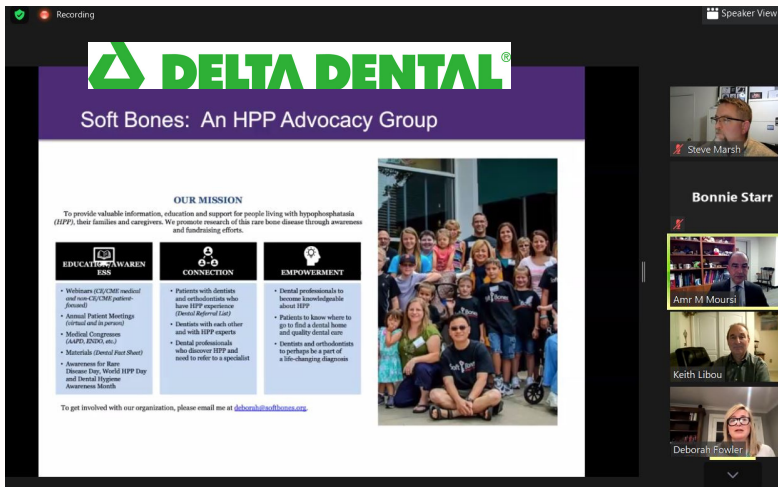 Recording
Speaker View
DELTA DENTAL®
Soft Bones: An HPP Advocacy Group
OUR MISSION
To provide valuable information, education and support for people living with hypophosphatasia
(HPP), their families and caregivers. We promote research of this rare bone disease through awareness
and fundraising efforts.
EDUCATION/AWAREN
ESS
• Webinars (CE/CME medical
and non-CE/CME patient-
focused)
• Annual Patient Meetings
(virtual and in person)
• Medical Congresses
(AAPD, ENDO, etc.)
• Materials (Dental Fact Sheet)
• Awareness for Rare
Disease Day, World HPP Day
and Dental Hygiene
Awareness Month
CONNECTION
• Patients with dentists
and orthodontists who
have HPP experience
(Dental Referral List)
• Dentists with each other
and with HPP experts
• Dental professionals
who discover HPP and
need to refer to a specialist
EMPOWERMENT
• Dental professionals to
become knowledgeable
about HPP
• Patients to know where to
go to find a dental home
and quality dental care
• Dentists and orthodontists
to perhaps be a part of
a life-changing diagnosis
To get involved with our organization, please email me at deborah@softbones.org.
Steve Marsh
Bonnie Starr
Amr M Moursi
Keith Libou
Deborah Fowler